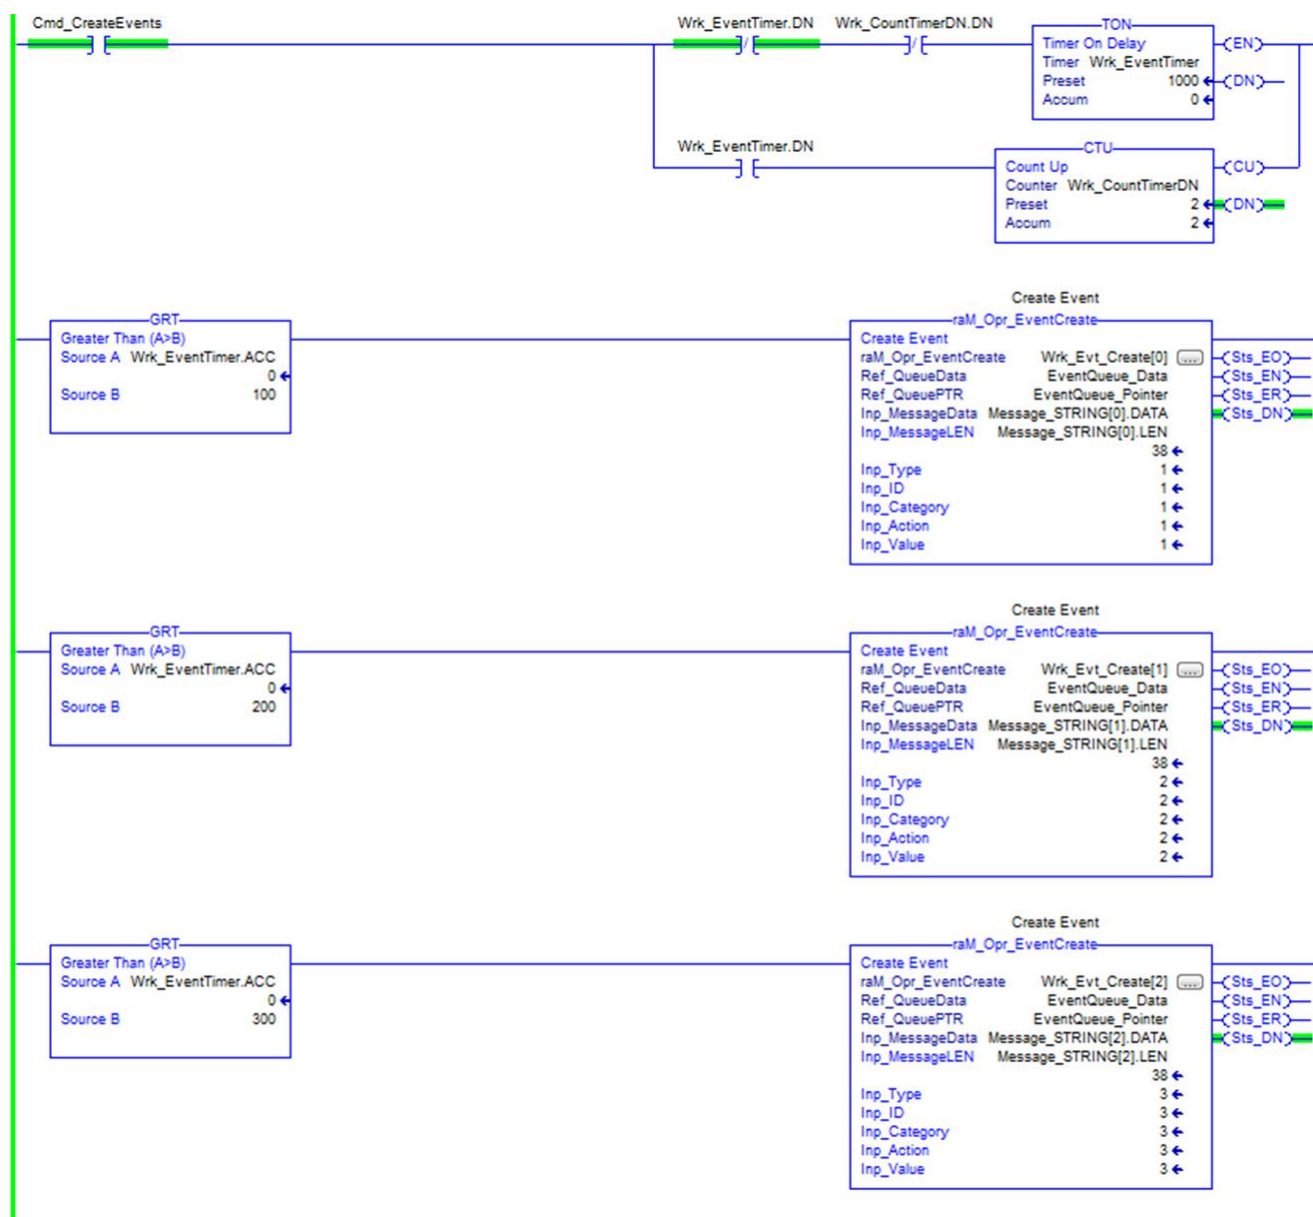 Cmd_CreateEvents Wrk_EventTimer.DN Wrk_CountTimerDN.DN
TON
Timer On Delay
Timer Wrk_EventTimer
Preset 1000
Accum 0
EN
DN
Wrk_EventTimer.DN
CTU
Count Up
Counter Wrk_CountTimerDN
Preset 2
Accum 2
CU
DN
GRT
Greater Than (A>B)
Source A Wrk_EventTimer.ACC
0
Source B 100
Create Event
raM_Opr_EventCreate
Create Event
raM_Opr_EventCreate Wrk_Evt_Create[0] ...
Ref_QueueData EventQueue_Data
Ref_QueuePTR EventQueue_Pointer
Inp_MessageData Message_STRING[0].DATA
Inp_MessageLEN Message_STRING[0].LEN
38
Inp_Type 1
Inp_ID 1
Inp_Category 1
Inp_Action 1
Inp_Value 1
Sts_EO
Sts_EN
Sts_ER
Sts_DN
GRT
Greater Than (A>B)
Source A Wrk_EventTimer.ACC
0
Source B 200
Create Event
raM_Opr_EventCreate
Create Event
raM_Opr_EventCreate Wrk_Evt_Create[1] ...
Ref_QueueData EventQueue_Data
Ref_QueuePTR EventQueue_Pointer
Inp_MessageData Message_STRING[1].DATA
Inp_MessageLEN Message_STRING[1].LEN
38
Inp_Type 2
Inp_ID 2
Inp_Category 2
Inp_Action 2
Inp_Value 2
Sts_EO
Sts_EN
Sts_ER
Sts_DN
GRT
Greater Than (A>B)
Source A Wrk_EventTimer.ACC
0
Source B 300
Create Event
raM_Opr_EventCreate
Create Event
raM_Opr_EventCreate Wrk_Evt_Create[2] ...
Ref_QueueData EventQueue_Data
Ref_QueuePTR EventQueue_Pointer
Inp_MessageData Message_STRING[2].DATA
Inp_MessageLEN Message_STRING[2].LEN
38
Inp_Type 3
Inp_ID 3
Inp_Category 3
Inp_Action 3
Inp_Value 3
Sts_EO
Sts_EN
Sts_ER
Sts_DN